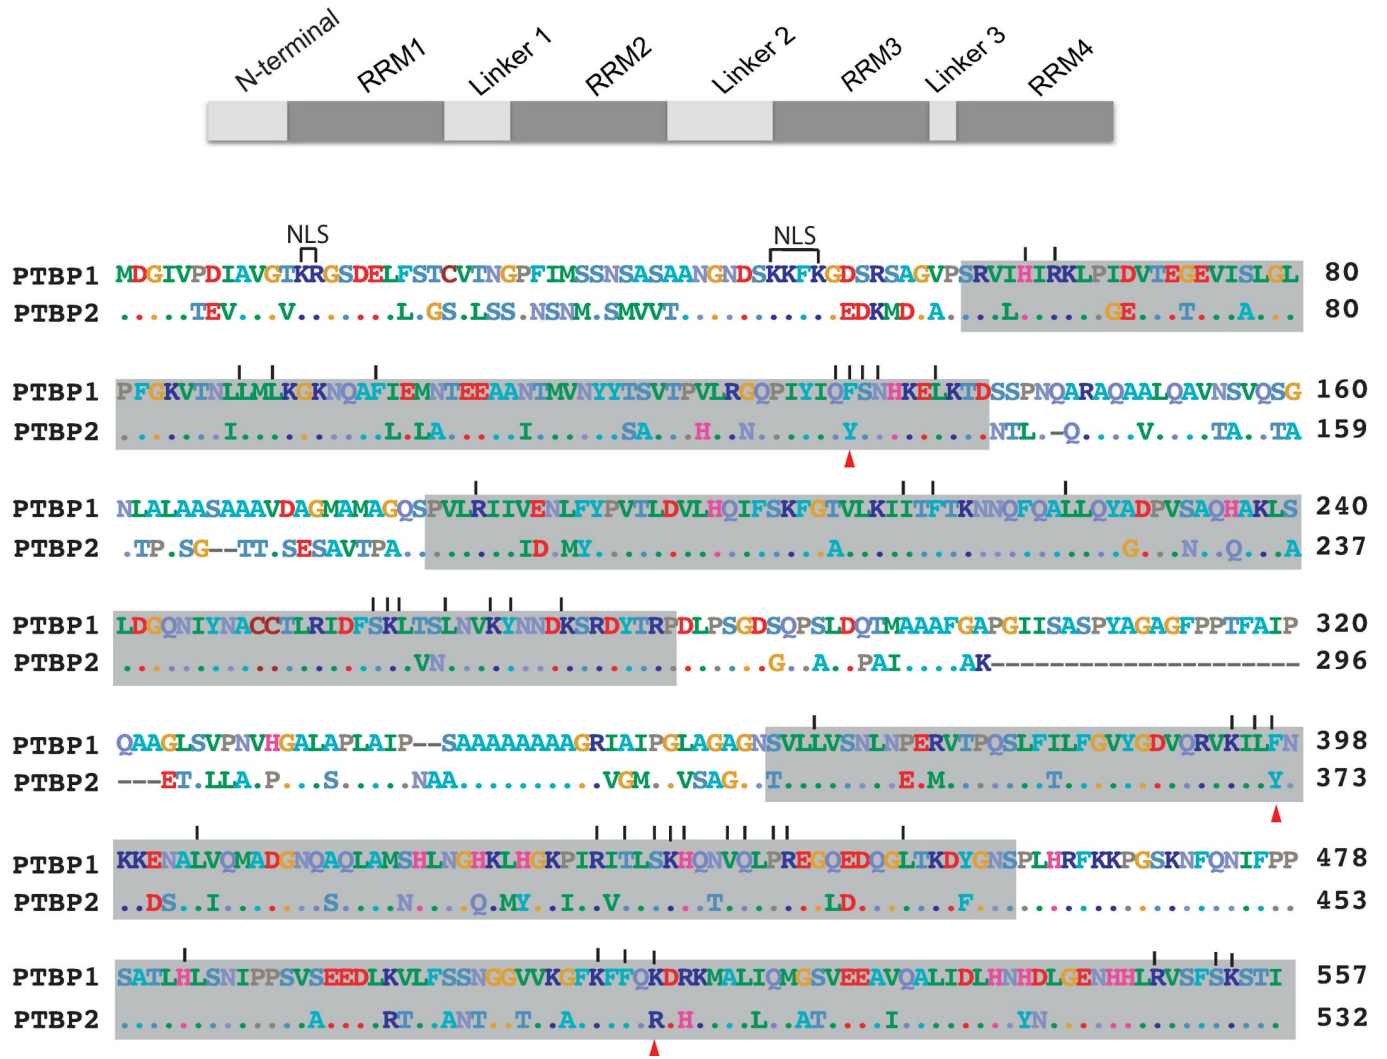 N-terminal RRM1 Linker 1 RRM2 Linker 2 RRM3 Linker 3 RRM4
NLS NLS
PTBP1 MDGIVPDIAVGTKRGSDELFSTCVTNGPFIMSSNSASAANGNDSKKFKGDSRSAGVPSRVIHIRKLPIDVTEGEVISLGL 80
PTBP2 .....TEV...V.......L.GS.LSS.NSNM.SMVVT...........EDKMD.A....L......GE...T...A... 80
PTBP1 PFGKVTNLLMLKGKNQAFIEMNTEEAANTMVNYYTSVTPVLRGQPIYIQFSNHKELKTDSSPNQARAQAALQAVNSVQSG 160
PTBP2 .......I..........L.LA.....I......SA...H..N......Y.........NTL.-Q....V....TA..TA 159
PTBP1 NLALAASAAAVDAGMAMAGQSPVLRIIVENLFYPVTLDVLHQIFSKFGTVLKIITFTKNNQFQALLQYADPVSAQHAKLS 240
PTBP2 .TP.SG--TT.SESAVTPA........ID.MY................A...................G...N..Q...A 237
PTBP1 LDGQNIYNACCTLRIDFSKLTSLNVKYNNDKSRDYTRPDLPSGDSQPSLDQTMAAAFGAPGIISASPYAGAGFPPTFAIP 320
PTBP2 ....................VN......................G..A..PAI....AK--------------------- 296
PTBP1 QAAGLSVPNVHGALAPLAIP--SAAAAAAAAGRIAIPGLAGAGNSVLLVSNLNPERVTPQSLFILFGVYGDVQRVKILFN 398
PTBP2 ---ET.LLA.P...S.....NAA..........VGM..VSAG..T........E.M.......T..............Y. 373
PTBP1 KKENALVQMADGNQAQLAMSHLNGHKLHGKPIRITLSKHQNVQLPREGQEDQGLTKDYGNSPLHRFKKPGSKNFQNIFPP 478
PTBP2 ..DS..I.......S....N....Q.MY..I..V......T.......LD.......F...................... 453
PTBP1 SATLHLSNIPPSVSEEDLKVLFSSNGGVVKGFKFFQKDRKMALIQMGSVEEAVQALIDLHNHDLGENHHLRVSFSKSTI 557
PTBP2 .............A....RT..ANT..T..A.....R.H....L..AT....I........YN................ 532